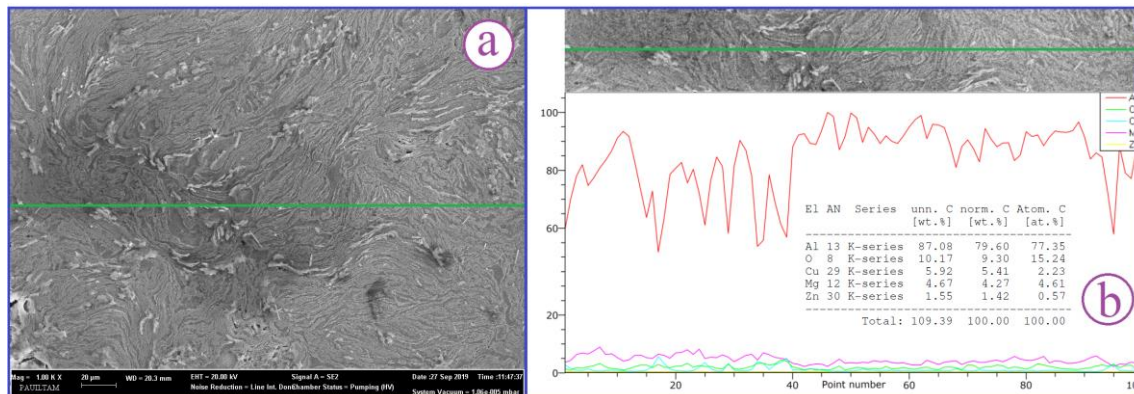 a
Mag = 1.00 K X 20 µm WD = 20.3 mm EHT = 20.00 kV Signal A = SE2 Date :27 Sep 2019 Time :11:47:37
PAULTAM Noise Reduction = Line Int. Done Chamber Status = Pumping (HV)
System Vacuum = 1.06e-005 mbar
100
80
60
40
20
0
20 40 Point number 60 80 10
A
O
C
M
Z
El AN Series unn. C norm. C Atom. C
[wt.%] [wt.%] [at.%]
Al 13 K-series 87.08 79.60 77.35
O 8 K-series 10.17 9.30 15.24
Cu 29 K-series 5.92 5.41 2.23
Mg 12 K-series 4.67 4.27 4.61
Zn 30 K-series 1.55 1.42 0.57
Total: 109.39 100.00 100.00
b